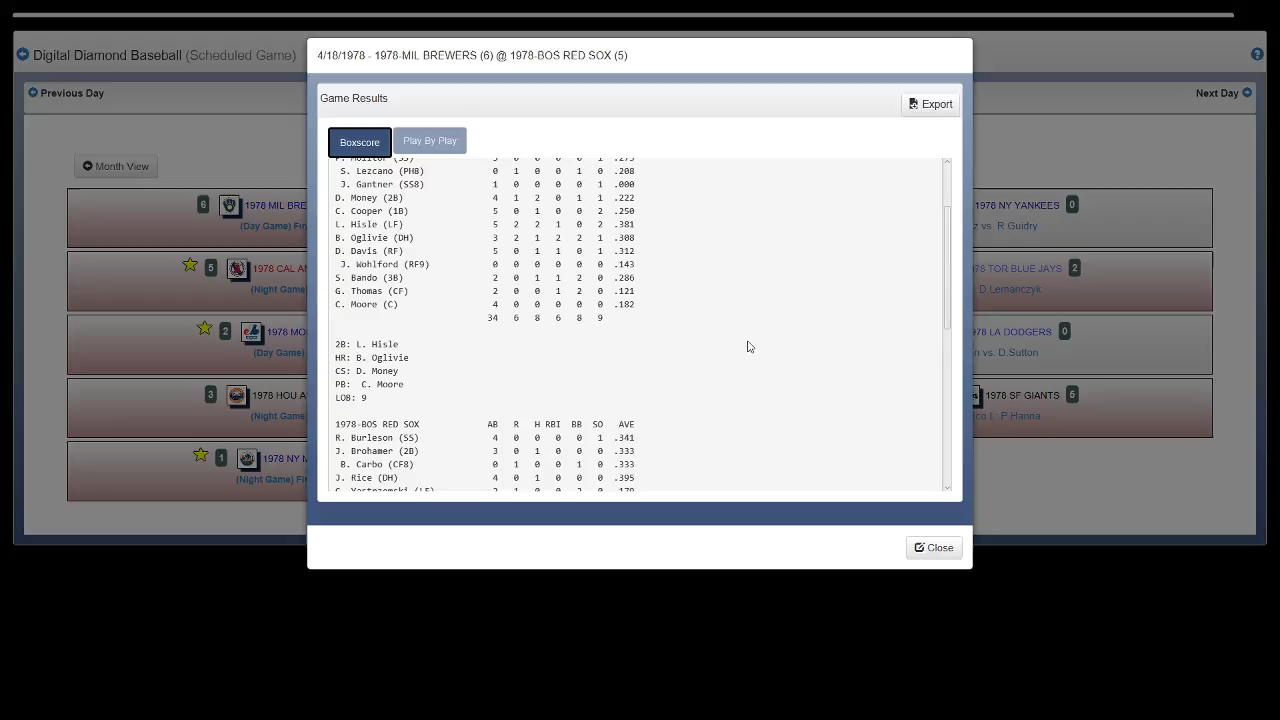 4/18/1978 - 1978-MIL BREWERS (6) @ 1978-BOS RED SOX (5)
Digital Diamond Baseball (Scheduled Game)
Previous Day
Next Day
Game Results
Export
Boxscore
Play By Play
Month View
S. Lezcano (PH8) 0 1 0 0 1 0 .208
J. Gantner (SS8) 1 0 0 0 0 1 .000
D. Money (2B) 4 1 2 0 1 1 .222
C. Cooper (1B) 5 0 1 0 0 2 .250
L. Hisle (LF) 5 2 2 1 0 2 .381
B. Oglivie (DH) 3 2 1 2 2 1 .308
D. Davis (RF) 5 0 1 1 0 1 .312
J. Wohlford (RF9) 0 0 0 0 0 0 .143
S. Bando (3B) 2 0 1 1 2 0 .286
G. Thomas (CF) 2 0 0 1 2 0 .121
C. Moore (C) 4 0 0 0 0 0 .182
34 6 8 6 8 9
2B: L. Hisle
HR: B. Oglivie
CS: D. Money
PB: C. Moore
LOB: 9
1978-BOS RED SOX AB R H RBI BB SO AVE
R. Burleson (SS) 4 0 0 0 0 1 .341
J. Brohamer (2B) 3 0 1 0 0 0 .333
B. Carbo (CF8) 0 1 0 0 1 0 .333
J. Rice (DH) 4 0 1 0 0 0 .395
6 1978 MIL BRE
(Day Game) Fin
5 1978 CAL AN
(Night Game)
2 1978 MO
(Day Game)
3 1978 HOU A
(Night Game)
1 1978 NY M
(Night Game) Fi
1978 NY YANKEES 0
vs. R Guidry
1978 TOR BLUE JAYS 2
D.Lemanczyk
1978 LA DODGERS 0
n vs. D.Sutton
1978 SF GIANTS 6
P Hanna
Close